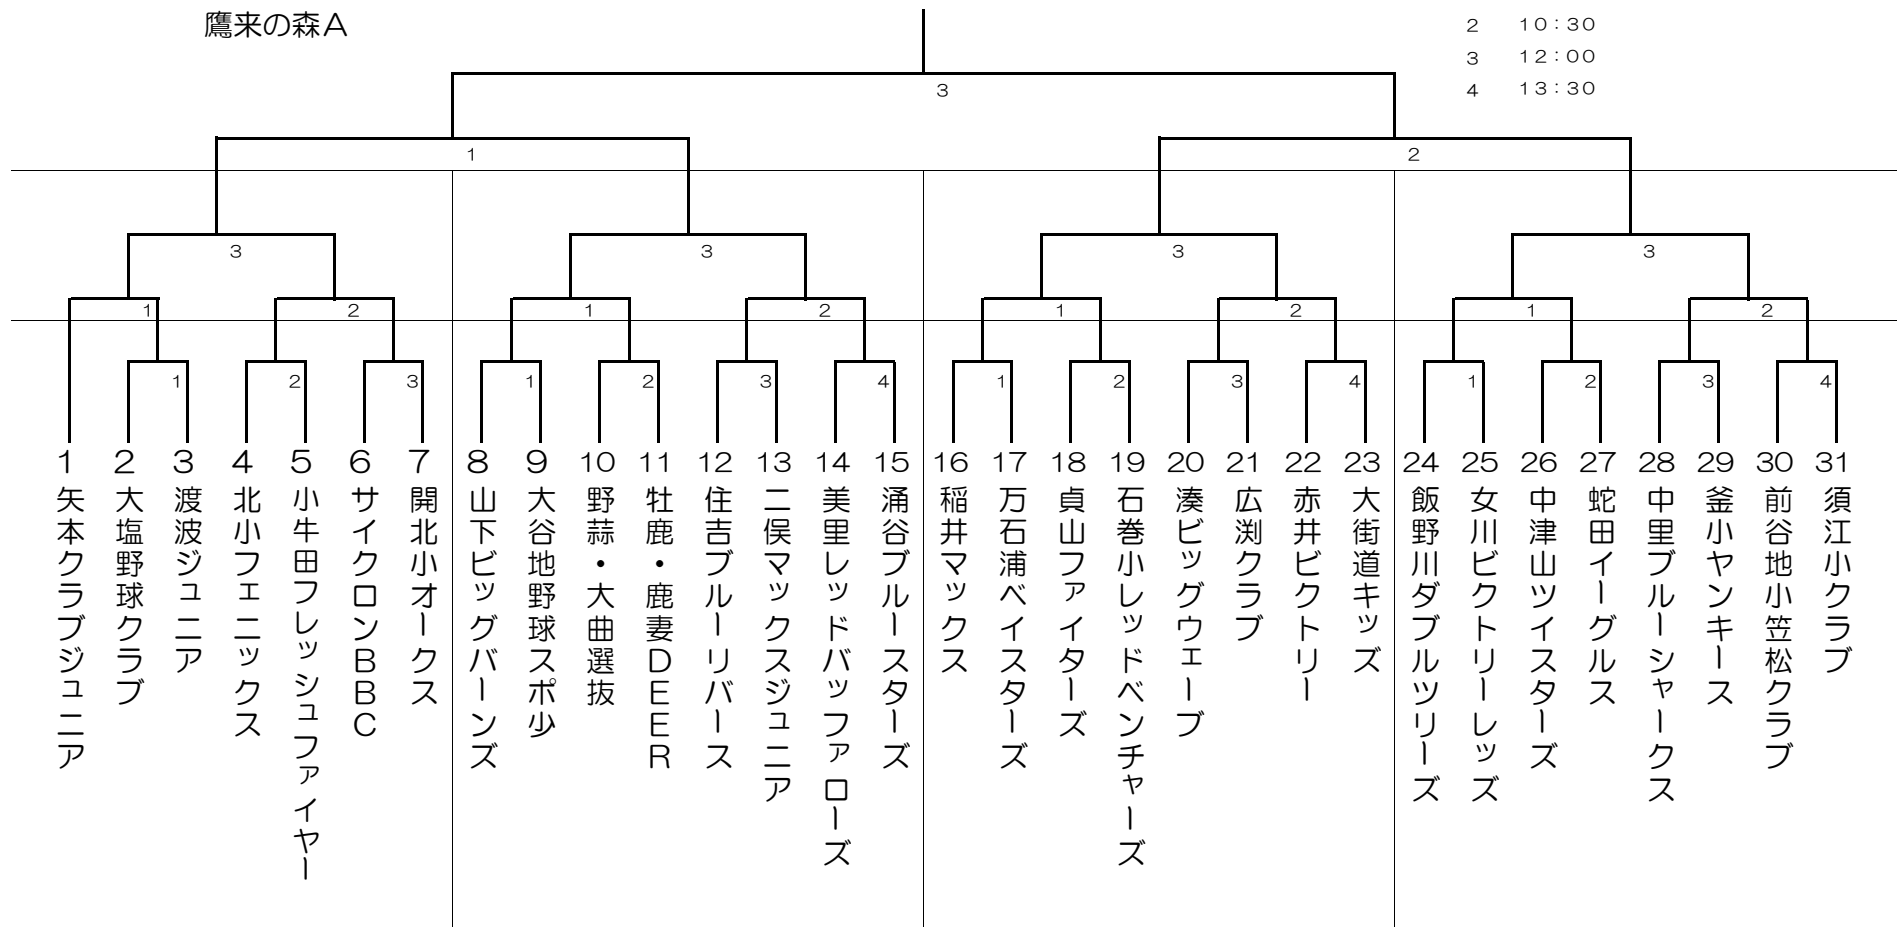 鷹来の森A
2 10:30
3 12:00
4 13:30
3
1
2
3
3
3
3
1
2
1
2
1
2
1
2
1
2
3
1
2
3
4
1
2
3
4
1
2
3
4
1 矢本クラブジュニア
2 大塩野球クラブ
3 渡波ジュニア
4 北小フェニックス
5 小牛田フレッシュファイヤー
6 サイクロンBBC
7 開北小オークス
8 山下ビッグバーンズ
9 大谷地野球スポ少
10 野蒜・大曲選抜
11 牡鹿・鹿妻DEER
12 住吉ブルーリバース
13 二俣マックスジュニア
14 美里レッドバッファローズ
15 涌谷ブルースターズ
16 稲井マックス
17 万石浦ベイスターズ
18 貞山ファイターズ
19 石巻小レッドベンチャーズ
20 湊ビッグウェーブ
21 広渕クラブ
22 赤井ビクトリー
23 大街道キッズ
24 飯野川ダブルツリーズ
25 女川ビクトリーレッズ
26 中津山ツイスターズ
27 蛇田イーグルス
28 中里ブルーシャークス
29 釜小ヤンキース
30 前谷地小笠松クラブ
31 須江小クラブ